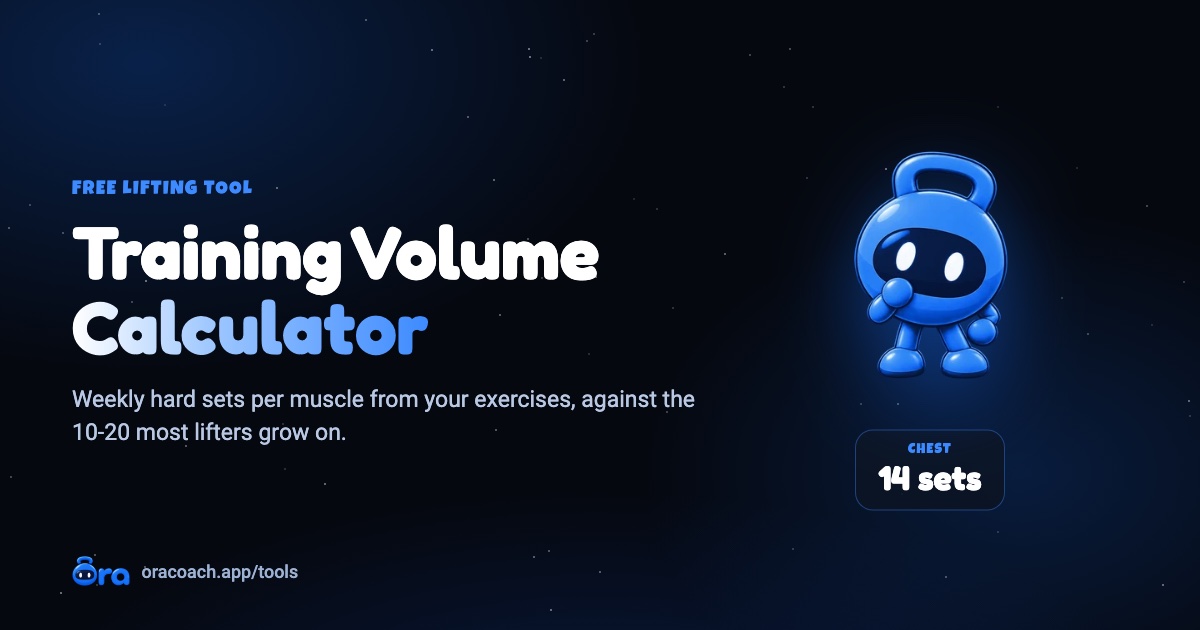 FREE LIFTING TOOL
Training Volume
Calculator
Weekly hard sets per muscle from your exercises, against the
10-20 most lifters grow on.
CHEST
14 sets
Ora oracoach.app/tools